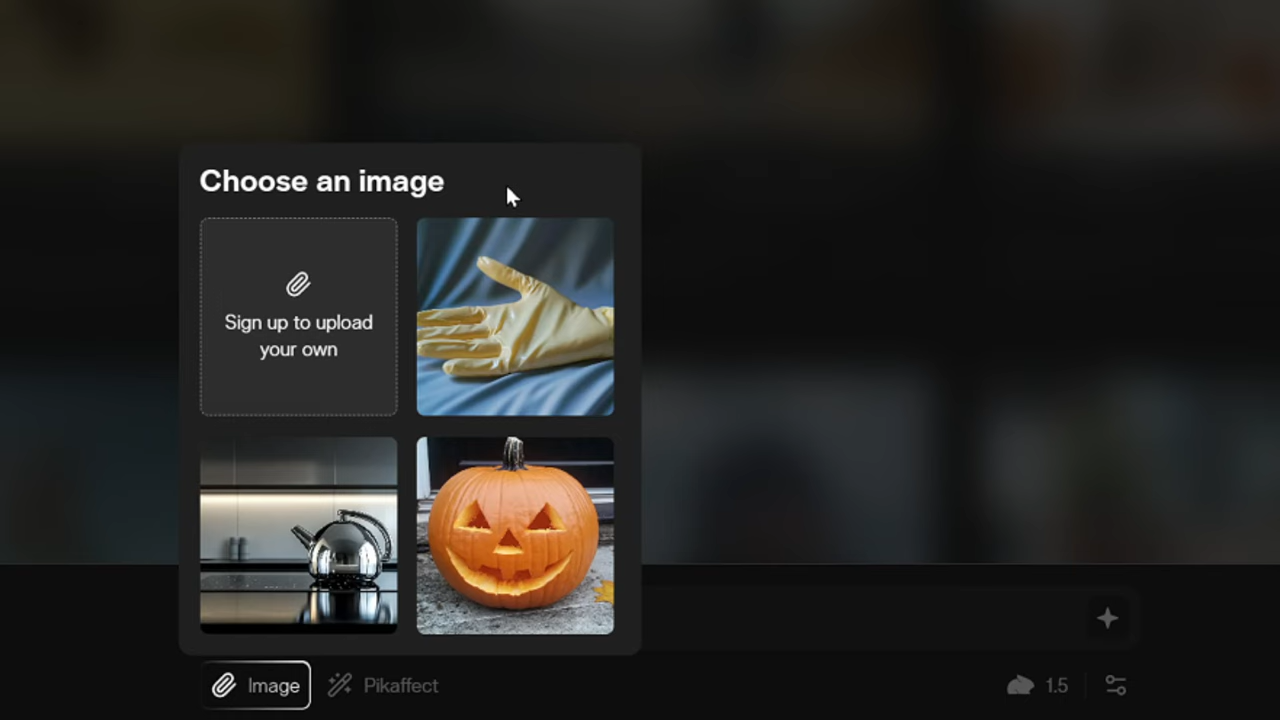 Choose an image
Sign up to upload
your own
Image
Pikaffect
1.5